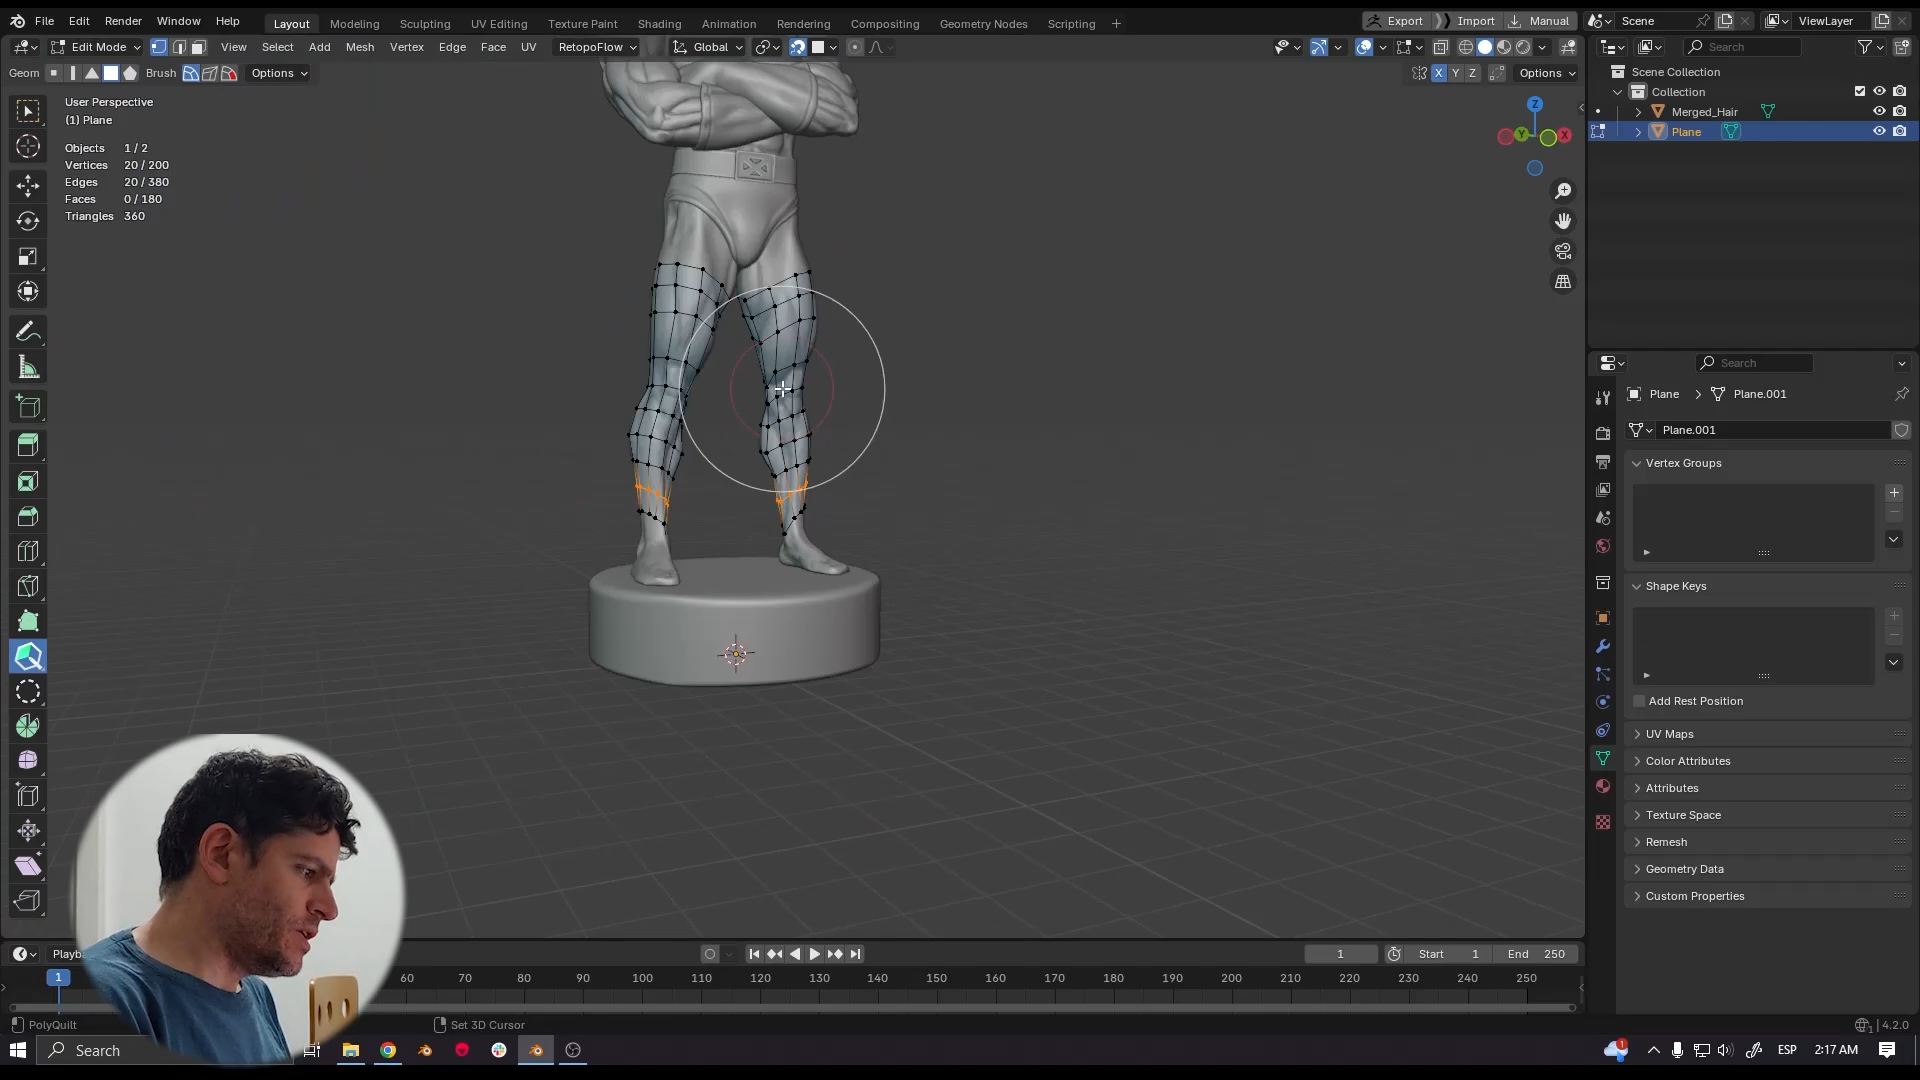 File Edit Render Window Help Layout Modeling Sculpting UV Editing Texture Paint Shading Animation Rendering Compositing Geometry Nodes Scripting + Export Import Manual Scene ViewLayer
Edit Mode View Select Add Mesh Vertex Edge Face UV RetopoFlow Global Search
Geom Brush Options X Y Z Options
Scene Collection
Collection
Merged_Hair
Plane
User Perspective
(1) Plane
Objects 1 / 2
Vertices 20 / 200
Edges 20 / 380
Faces 0 / 180
Triangles 360
Z
Y
X
Search
Plane > Plane.001
Plane.001
Vertex Groups
Shape Keys
Add Rest Position
UV Maps
Color Attributes
Attributes
Texture Space
Remesh
Geometry Data
Custom Properties
Playba
1 Start 1 End 250
1 60 70 80 90 100 110 120 130 140 150 160 170 180 190 200 210 220 230 240 250
PolyQuilt Set 3D Cursor 4.2.0
Search 1 ESP 2:17 AM